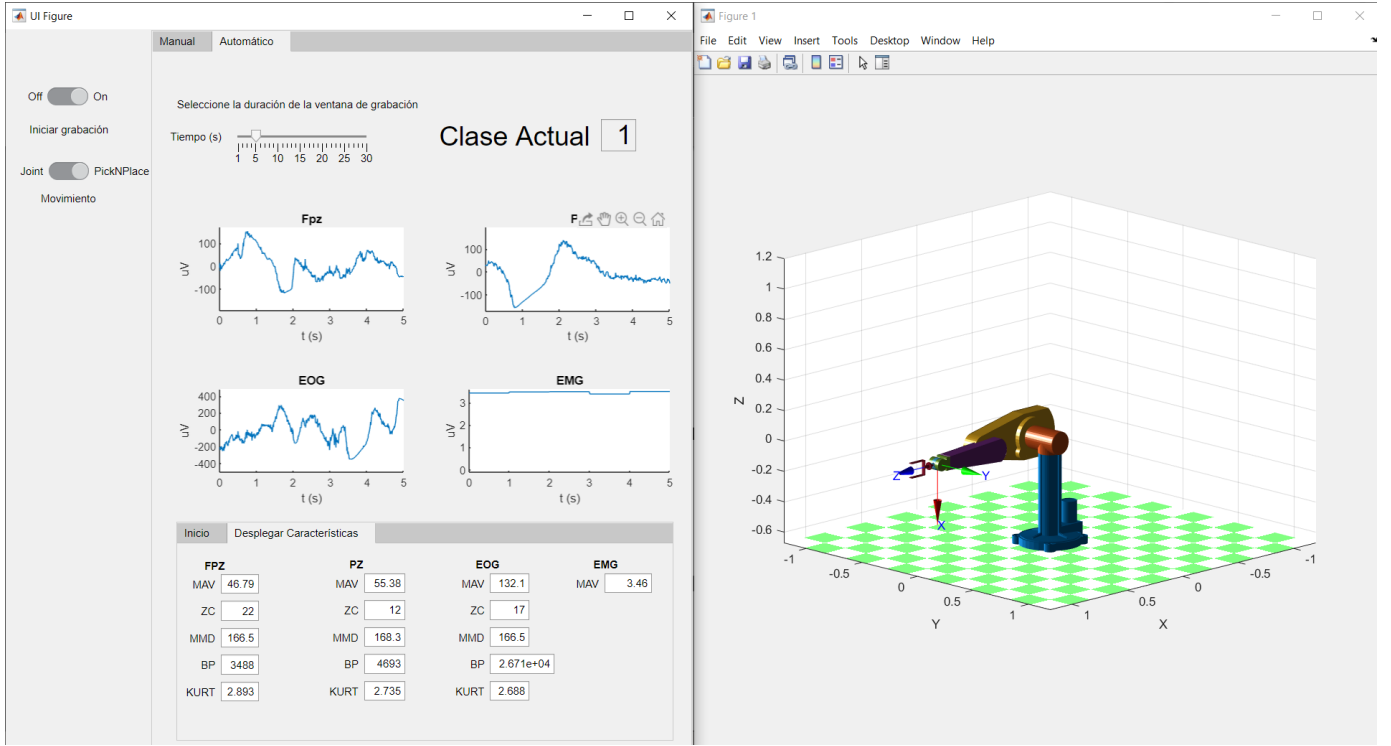 UI Figure
Manual Automático
Off On
Iniciar grabación
Joint PickNPlace
Movimiento
Seleccione la duración de la ventana de grabación
Tiempo (s)
1 5 10 15 20 25 30
Clase Actual 1
Fpz
100
0
-100
uV
0 1 2 3 4 5
t (s)
P
100
0
-100
uV
0 1 2 3 4 5
t (s)
EOG
400
200
0
-200
-400
uV
0 1 2 3 4 5
t (s)
EMG
3
2
1
0
uV
0 1 2 3 4 5
t (s)
Inicio Desplegar Características
FPZ PZ EOG EMG
MAV 46.79 MAV 55.38 MAV 132.1 MAV 3.46
ZC 22 ZC 12 ZC 17
MMD 166.5 MMD 168.3 MMD 166.5
BP 3488 BP 4693 BP 2.671e+04
KURT 2.893 KURT 2.735 KURT 2.688
Figure 1
File Edit View Insert Tools Desktop Window Help
1.2
1
0.8
0.6
0.4
0.2
0
-0.2
-0.4
-0.6
Z
Z Y
X
-1 -0.5 0 0.5 1
Y
1 0.5 0 -0.5 -1
X